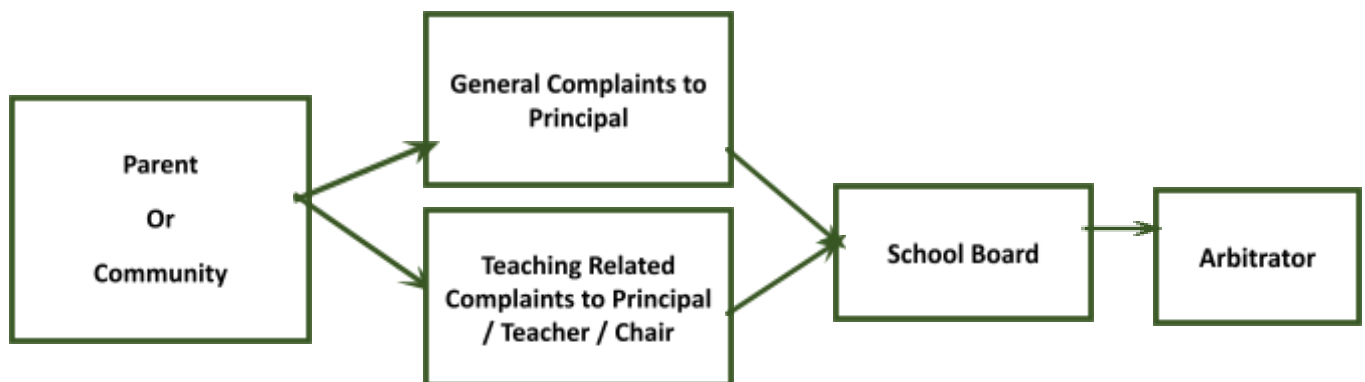 Parent
Or
Community
General Complaints to
Principal
Teaching Related
Complaints to Principal
/ Teacher / Chair
School Board
Arbitrator